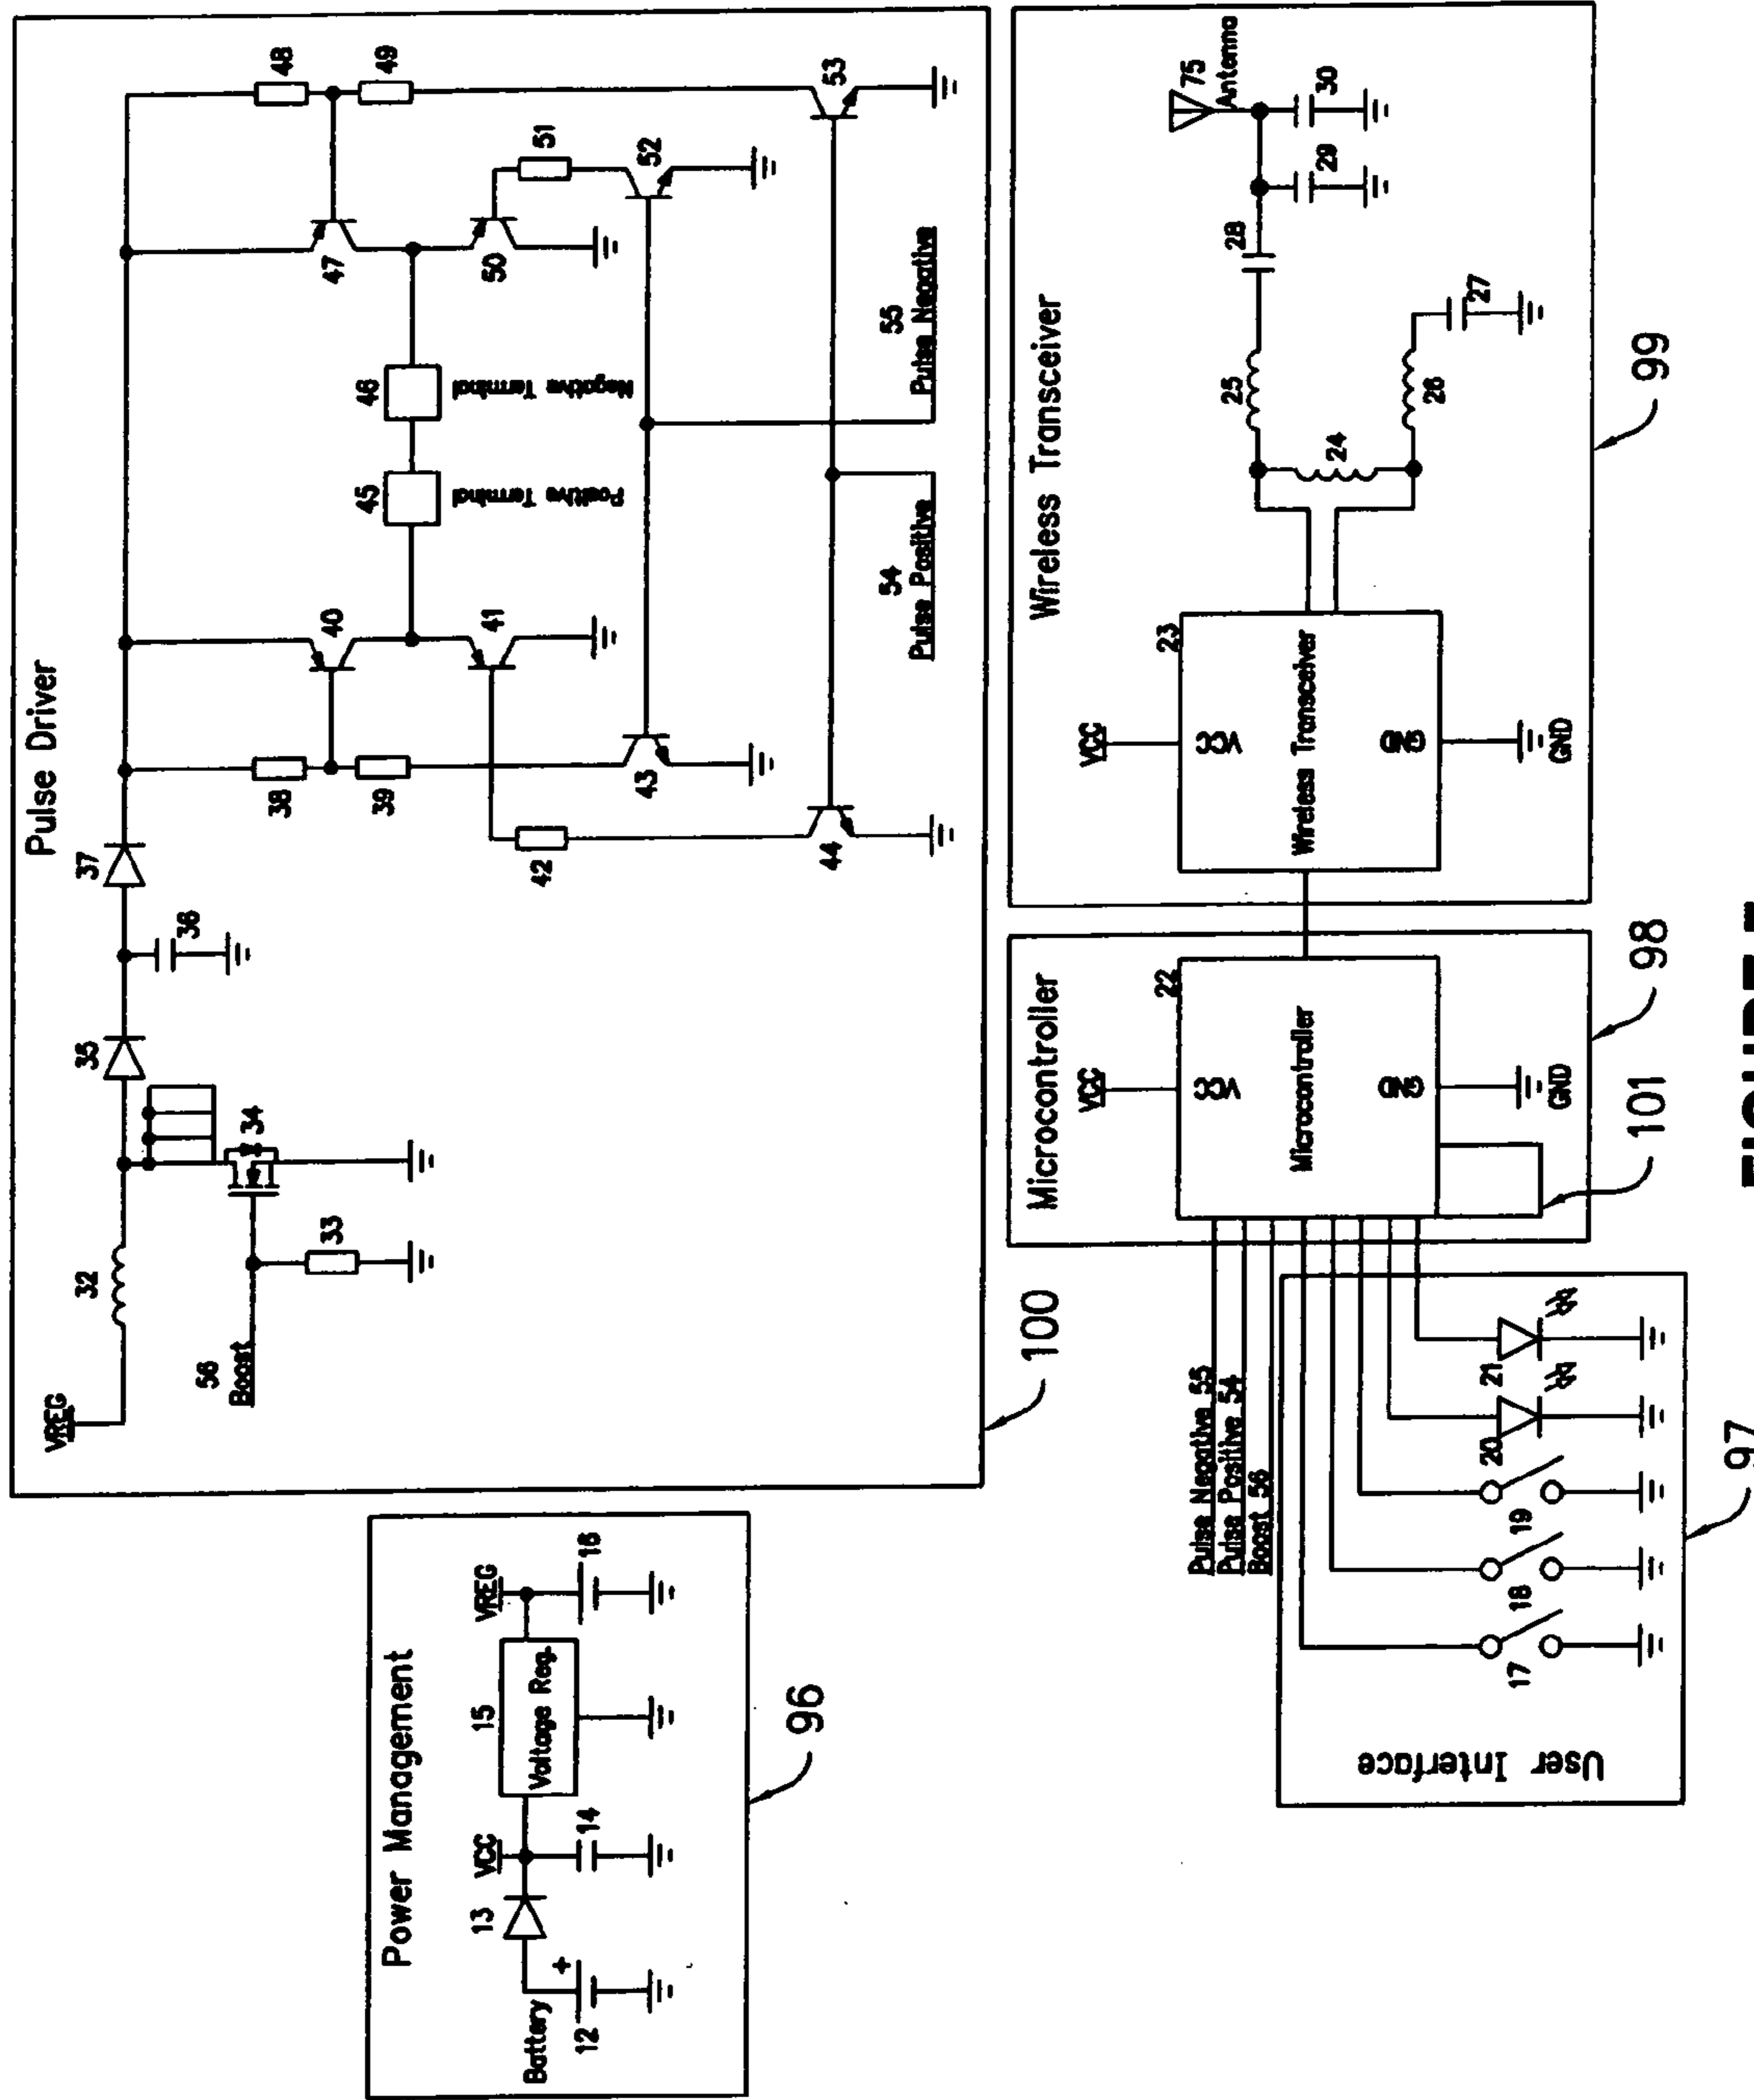 Pulse Driver
VREG
32
35
36
37
38
39
40
41
42
43
44
45
Positive Terminal
46
Negative Terminal
47
48
49
50
51
52
53
56
Boost
33
34
54
Pulse Positive
55
Pulse Negative
100
Power Management
Battery
12
+
13
VCC
14
15
Voltage Reg.
VREG
16
96
Pulse Negative 55
Pulse Positive 54
Boost 56
User Interface
17
18
19
20
21
97
Microcontroller
VCC
22
VCC
Microcontroller
GND
GND
101
98
Wireless Transceiver
VCC
23
VCC
Wireless Transceiver
GND
GND
24
25
26
27
28
29
30
75
Antenna
99